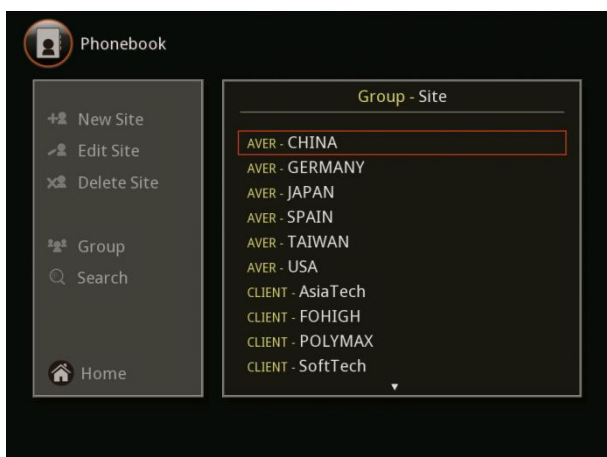 Phonebook
New Site
Edit Site
Delete Site
Group
Search
Home
Group - Site
AVER - CHINA
AVER - GERMANY
AVER - JAPAN
AVER - SPAIN
AVER - TAIWAN
AVER - USA
CLIENT - AsiaTech
CLIENT - FOHIGH
CLIENT - POLYMAX
CLIENT - SoftTech